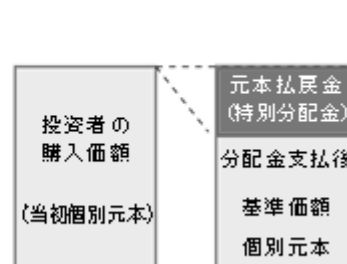 投資者の
購入価額
(当初個別元本)
元本払戻金
(特別分配金)
分配金支払後
基準価額
個別元本